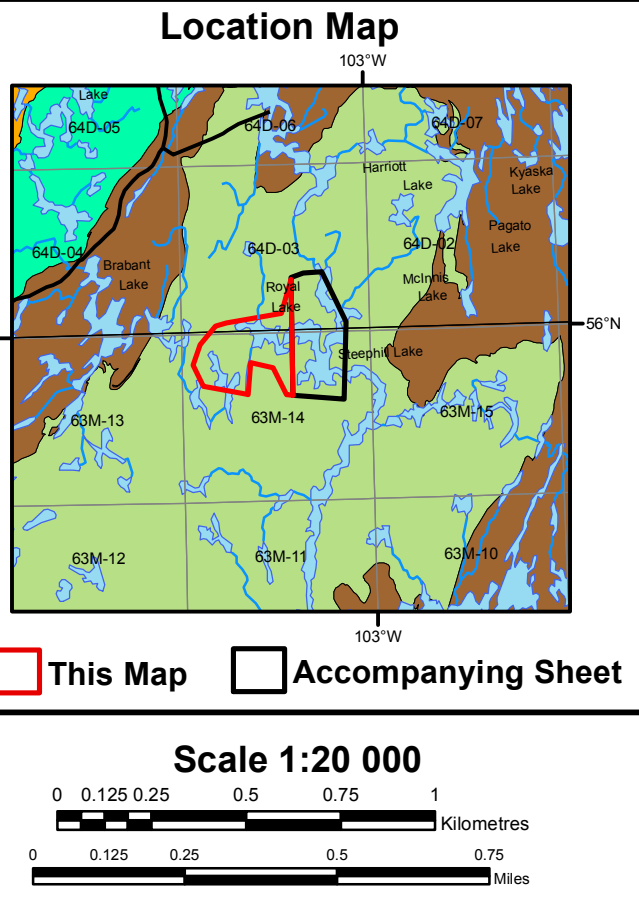 Location Map
103°W
Lake
64D-05
64D-06
64D-07
Harriott
Lake
Kyaska
Lake
Pagato
Lake
64D-04
64D-03
64D-02
Brabant
Lake
McInnis
Lake
Royal
Lake
56°N
Steephill Lake
63M-13
63M-14
63M-15
63M-12
63M-11
63M-10
103°W
This Map
Accompanying Sheet
Scale 1:20 000
0 0.125 0.25 0.5 0.75 1
Kilometres
0 0.125 0.25 0.5 0.75
Miles